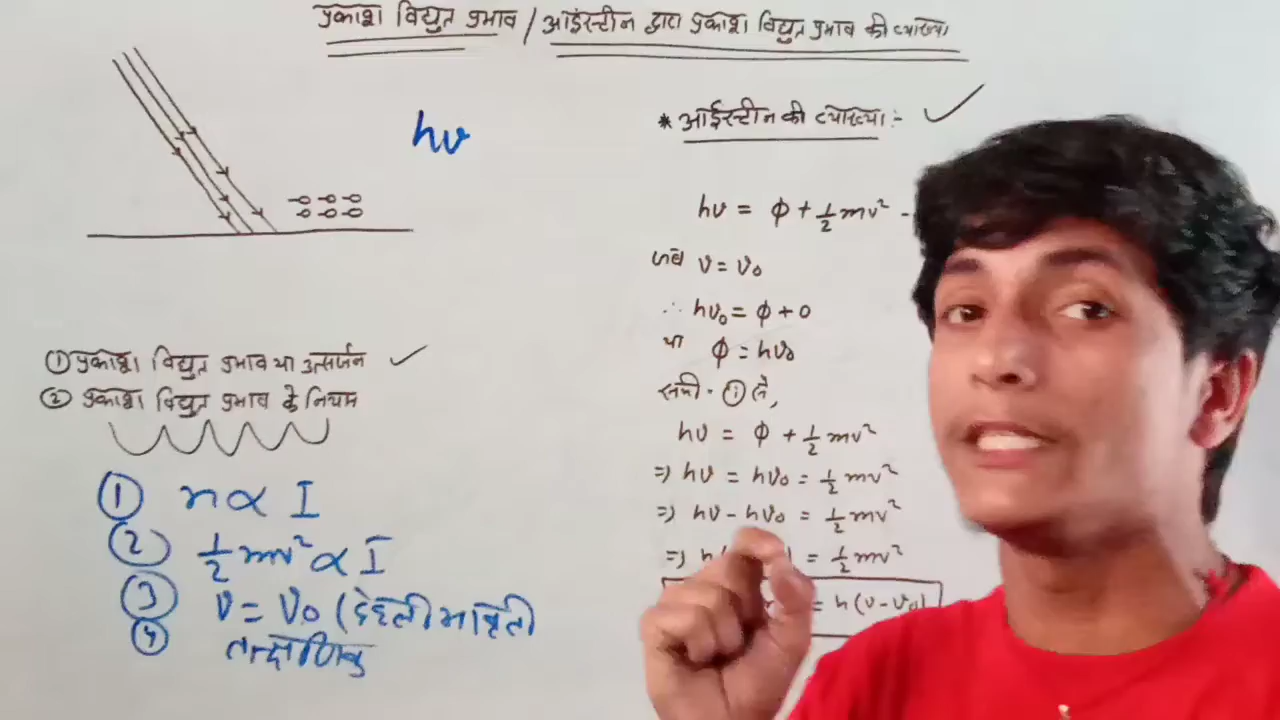 प्रकाश विद्युत प्रभाव / आइंस्टीन द्वारा प्रकाश विद्युत प्रभाव की व्याख्या
hν
① प्रकाश विद्युत प्रभाव या उत्सर्जन ✓
② प्रकाश विद्युत प्रभाव के नियम
① n ∝ I
② ½mv² ∝ I
③ ν = ν₀ (देहली आवृती
④ तात्क्षणिक
* आईंस्टीन की व्याख्या :- ✓
hν = ϕ + ½mv² -
जब ν = ν₀
∴ hν₀ = ϕ + 0
या ϕ = hν₀
समी. ① से,
hν = ϕ + ½mv²
⇒ hν = hν₀ = ½mv²
⇒ hν - hν₀ = ½mv²
⇒ h = ½mv²
= h(ν - ν₀)